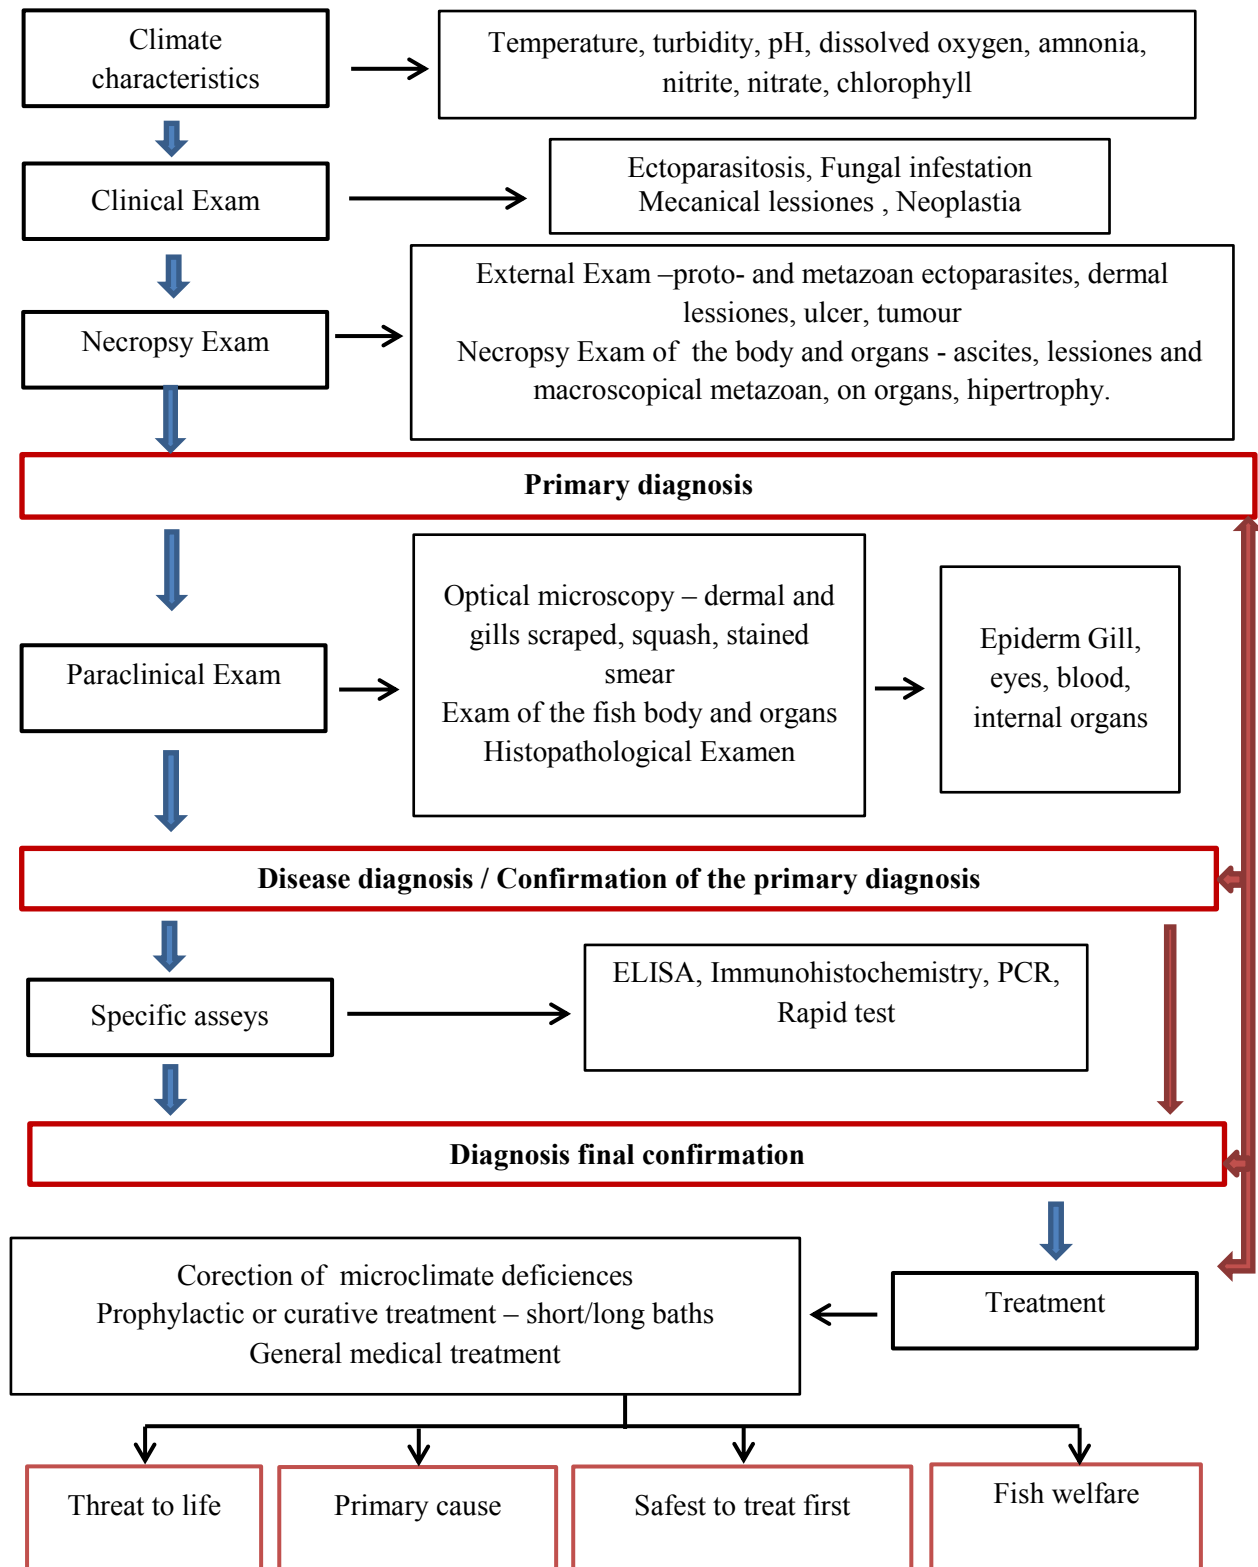 Climate
characteristics
Temperature, turbidity, pH, dissolved oxygen, amnonia,
nitrite, nitrate, chlorophyll
Clinical Exam
Ectoparasitosis, Fungal infestation
Mecanical lessiones , Neoplastia
Necropsy Exam
External Exam –proto- and metazoan ectoparasites, dermal
lessiones, ulcer, tumour
Necropsy Exam of the body and organs - ascites, lessiones and
macroscopical metazoan, on organs, hipertrophy.
Primary diagnosis
Paraclinical Exam
Optical microscopy – dermal and
gills scraped, squash, stained
smear
Exam of the fish body and organs
Histopathological Examen
Epiderm Gill,
eyes, blood,
internal organs
Disease diagnosis / Confirmation of the primary diagnosis
Specific asseys
ELISA, Immunohistochemistry, PCR,
Rapid test
Diagnosis final confirmation
Treatment
Corection of microclimate deficiences
Prophylactic or curative treatment – short/long baths
General medical treatment
Threat to life
Primary cause
Safest to treat first
Fish welfare